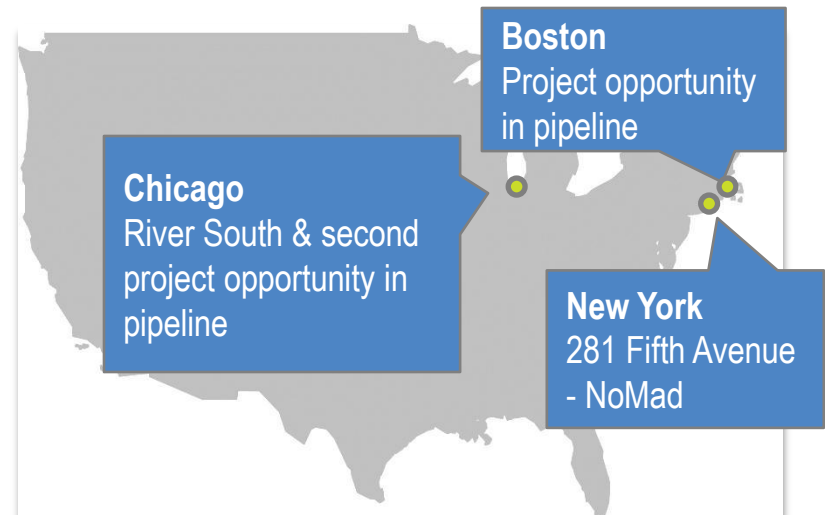 Boston
Project opportunity
in pipeline
Chicago
River South & second
project opportunity in
pipeline
New York
281 Fifth Avenue
- NoMad